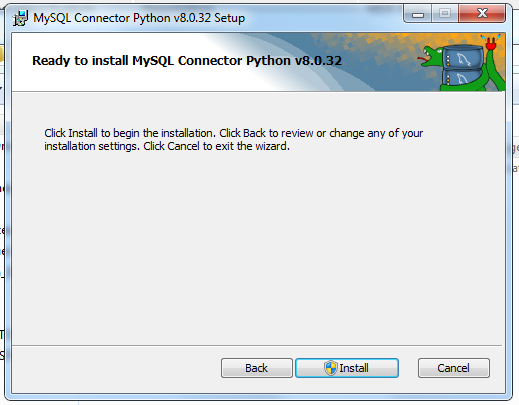 MySQL Connector Python v8.0.32 Setup
Ready to install MySQL Connector Python v8.0.32
Click Install to begin the installation. Click Back to review or change any of your
installation settings. Click Cancel to exit the wizard.
Back
Install
Cancel